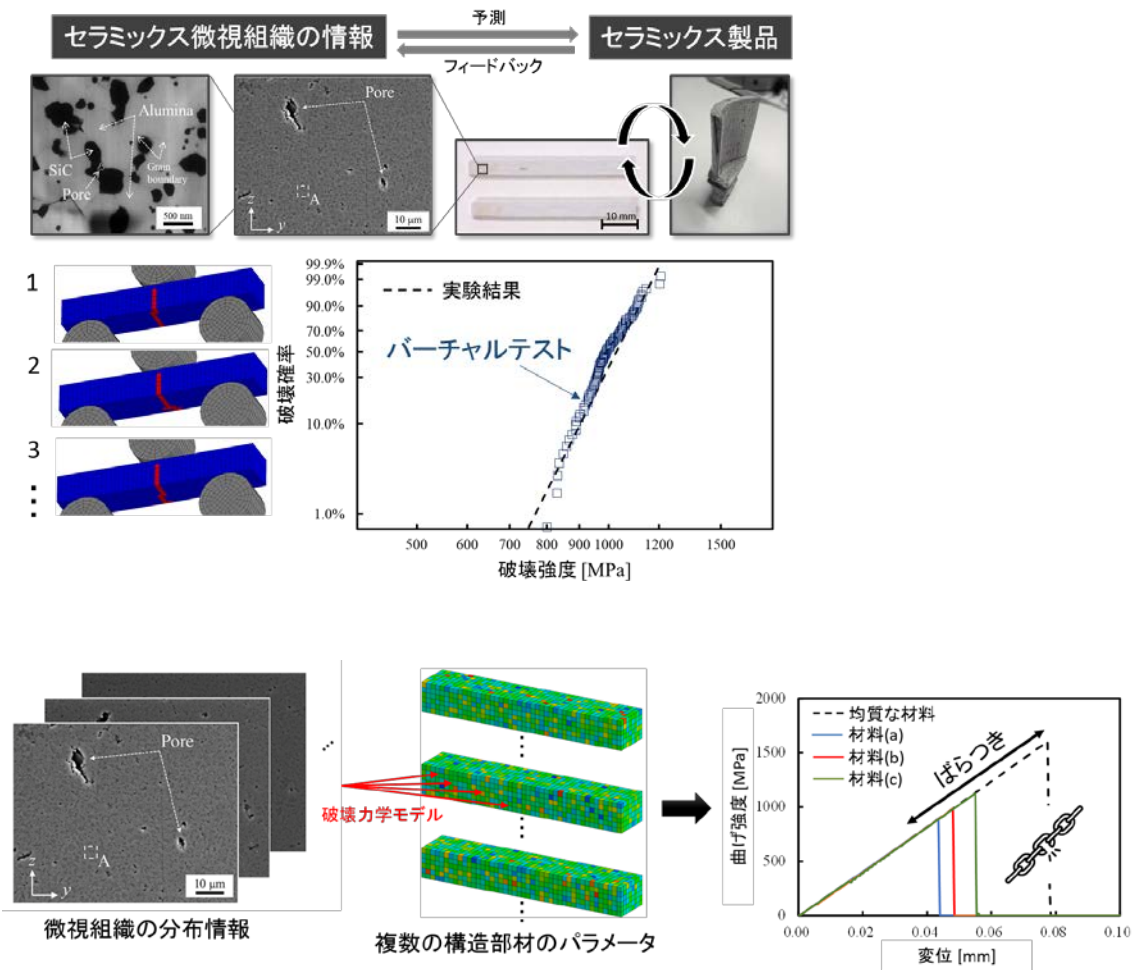 予測
セラミックス微視組織の情報
セラミックス製品
フィードバック
Alumina
SiC
Grain
boundary
Pore
500 nm
Pore
A
z
y
10 μm
10 mm
1
2
3
破壊確率
99.9%
99.0%
90.0%
70.0%
50.0%
30.0%
10.0%
1.0%
実験結果
バーチャルテスト
500
600
700
800
900
1000
1200
1500
破壊強度 [MPa]
Pore
A
z
y
10 μm
微視組織の分布情報
破壊力学モデル
複数の構造部材のパラメータ
曲げ強度 [MPa]
2000
1500
1000
500
0
均質な材料
材料(a)
材料(b)
材料(c)
ばらつき
0.00
0.02
0.04
0.06
0.08
0.10
変位 [mm]